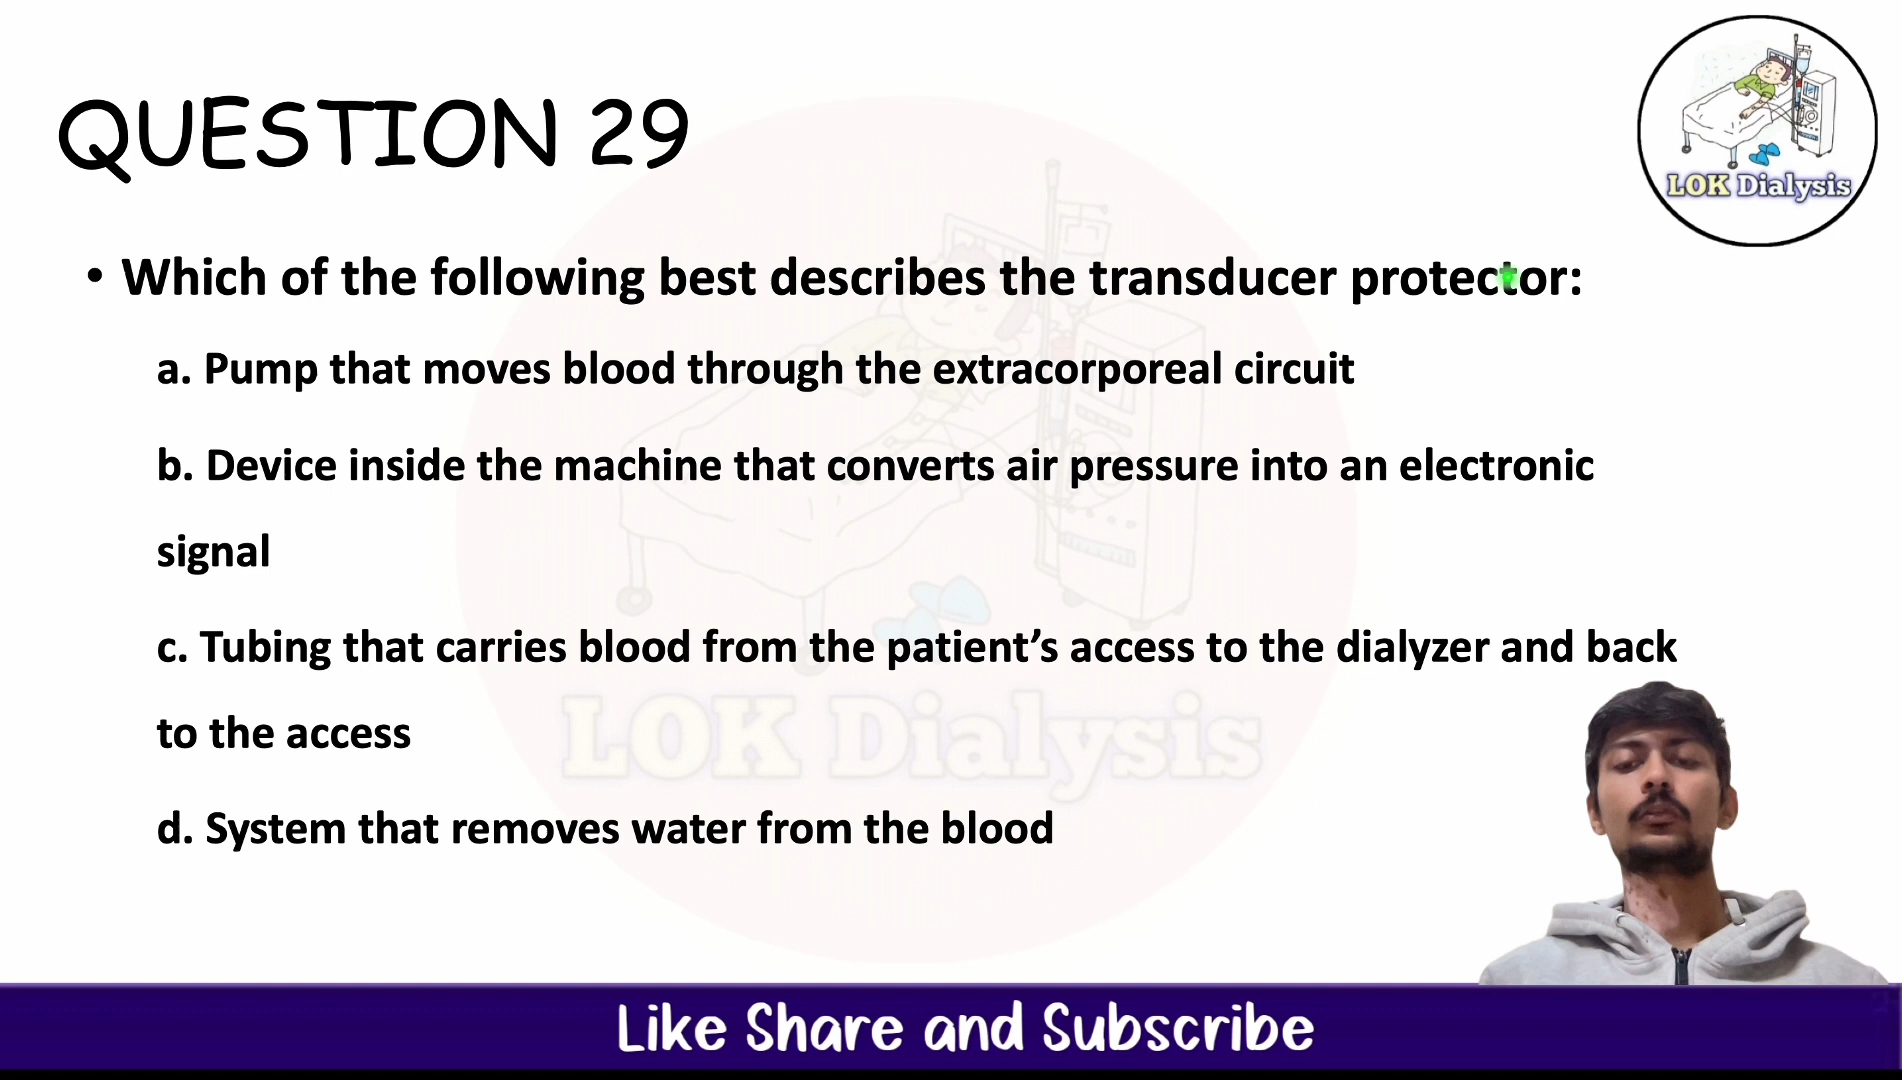 QUESTION 29
LOK Dialysis
• Which of the following best describes the transducer protector:
a. Pump that moves blood through the extracorporeal circuit
b. Device inside the machine that converts air pressure into an electronic
signal
c. Tubing that carries blood from the patient’s access to the dialyzer and back
to the access
d. System that removes water from the blood
LOK Dialysis
Like Share and Subscribe